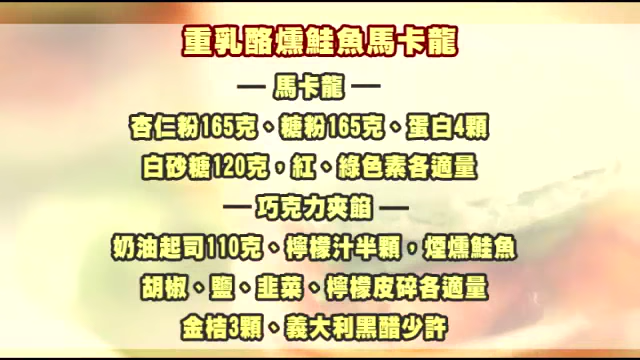 重乳酪燻鮭魚馬卡龍
— 馬卡龍 —
杏仁粉165克、糖粉165克、蛋白4顆
白砂糖120克，紅、綠色素各適量
— 巧克力夾餡 —
奶油起司110克、檸檬汁半顆，煙燻鮭魚
胡椒、鹽、韭菜、檸檬皮碎各適量
金桔3顆、義大利黑醋少許